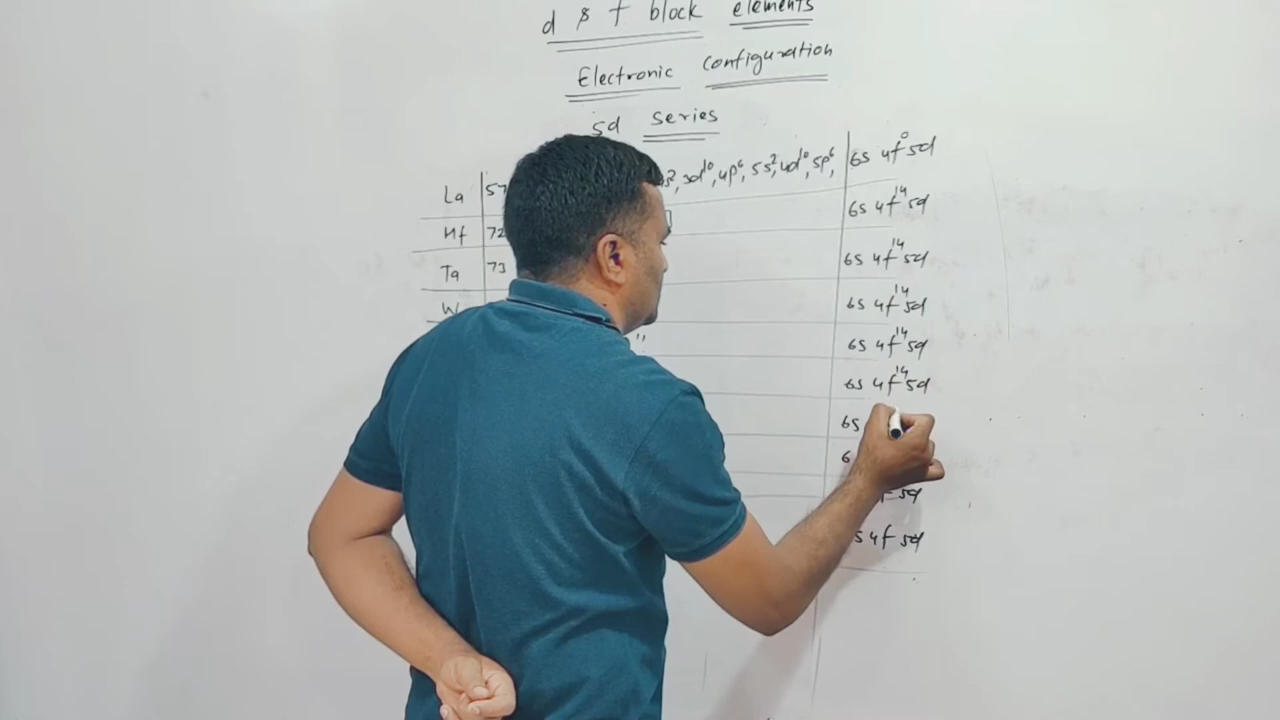 d & f block elements
Electronic configuration
5d series
La 57 3d¹⁰, 4p⁶, 5s², 4d¹⁰, 5p⁶, 6s 4f⁰ 5d
Hf 72 6s 4f¹⁴ 5d
Ta 73 6s 4f¹⁴ 5d
W 6s 4f¹⁴ 5d
" 6s 4f¹⁴ 5d
6s 4f¹⁴ 5d
6s
6
f 5d
s 4f 5d